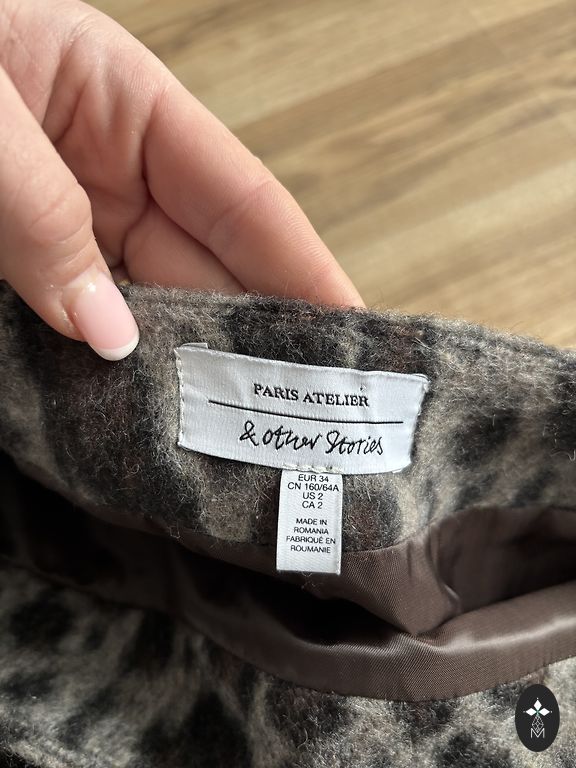 PARIS ATELIER
& other Stories
EUR 34
CN 160/64A
US 2
CA 2
MADE IN
ROMANIA
FABRIQUÉ EN
ROUMANIE
M